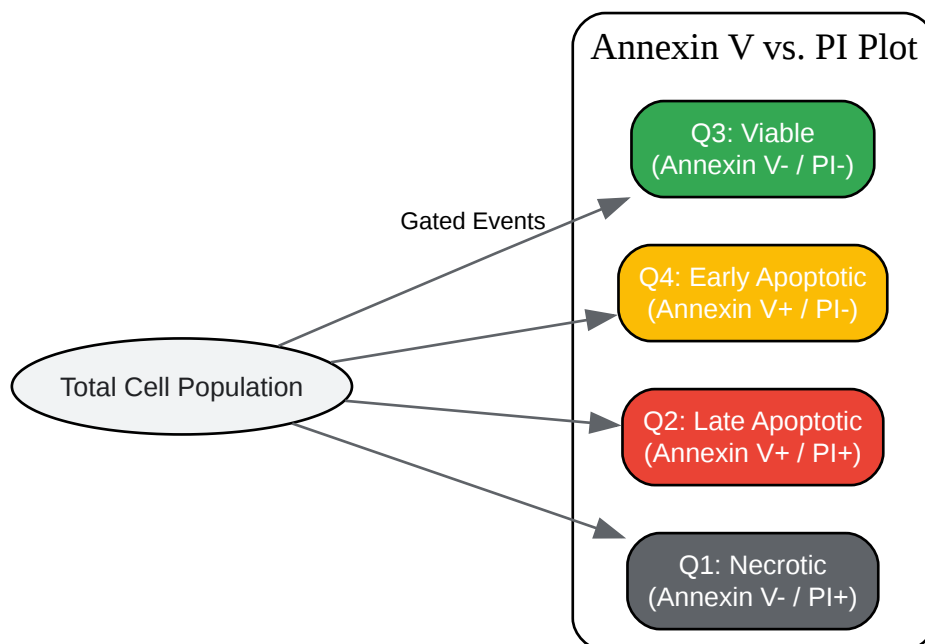 Annexin V vs. PI Plot
Q3: Viable
(Annexin V- / PI-)
Gated Events
Q4: Early Apoptotic
(Annexin V+ / PI-)
Total Cell Population
Q2: Late Apoptotic
(Annexin V+ / PI+)
Q1: Necrotic
(Annexin V- / PI+)